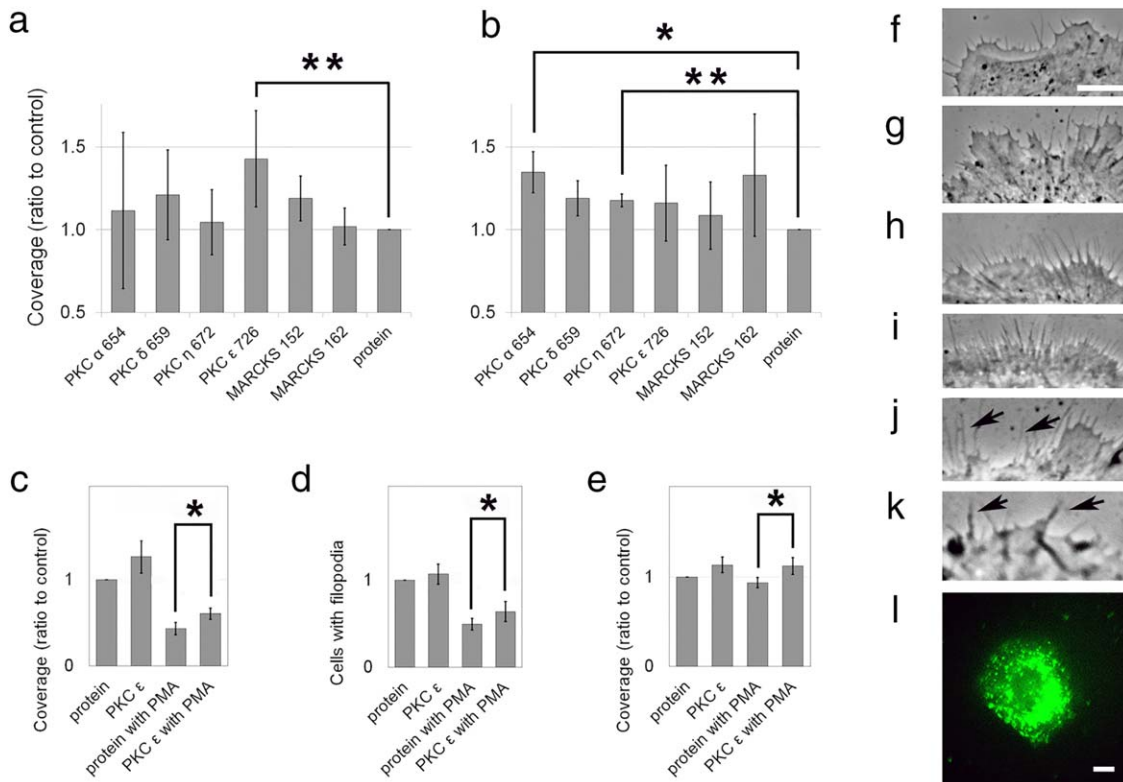 a
Coverage (ratio to control)
1.5
1.0
0.5
**
PKC α 654
PKC δ 659
PKC η 672
PKC ε 726
MARCKS 152
MARCKS 162
protein
b
*
**
1.5
1.0
0.5
PKC α 654
PKC δ 659
PKC η 672
PKC ε 726
MARCKS 152
MARCKS 162
protein
c
Coverage (ratio to control)
1
0
*
protein
PKC ε
protein with PMA
PKC ε with PMA
d
Cells with filopodia
1
0
*
protein
PKC ε
protein with PMA
PKC ε with PMA
e
Coverage (ratio to control)
1
0
*
protein
PKC ε
protein with PMA
PKC ε with PMA
f
g
h
i
j
k
l